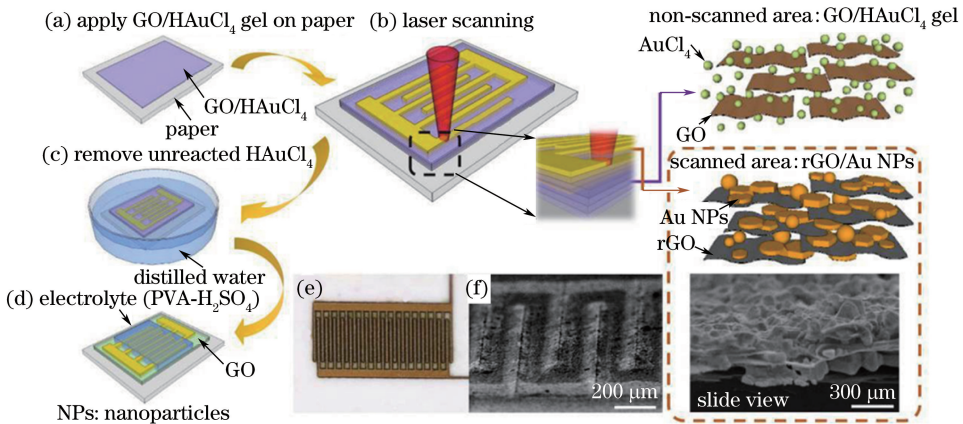 (a) apply GO/HAuCl₄ gel on paper
GO/HAuCl₄
paper
(b) laser scanning
non-scanned area: GO/HAuCl₄ gel
AuCl₄
GO
scanned area: rGO/Au NPs
Au NPs
rGO
slide view
300 μm
(c) remove unreacted HAuCl₄
distilled water
(d) electrolyte (PVA-H₂SO₄)
GO
NPs: nanoparticles
(e)
(f)
200 μm